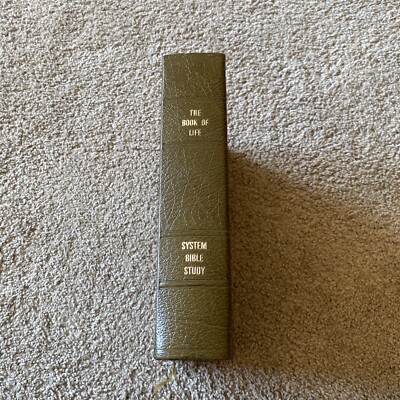 THE
BOOK OF
LIFE
SYSTEM
BIBLE
STUDY